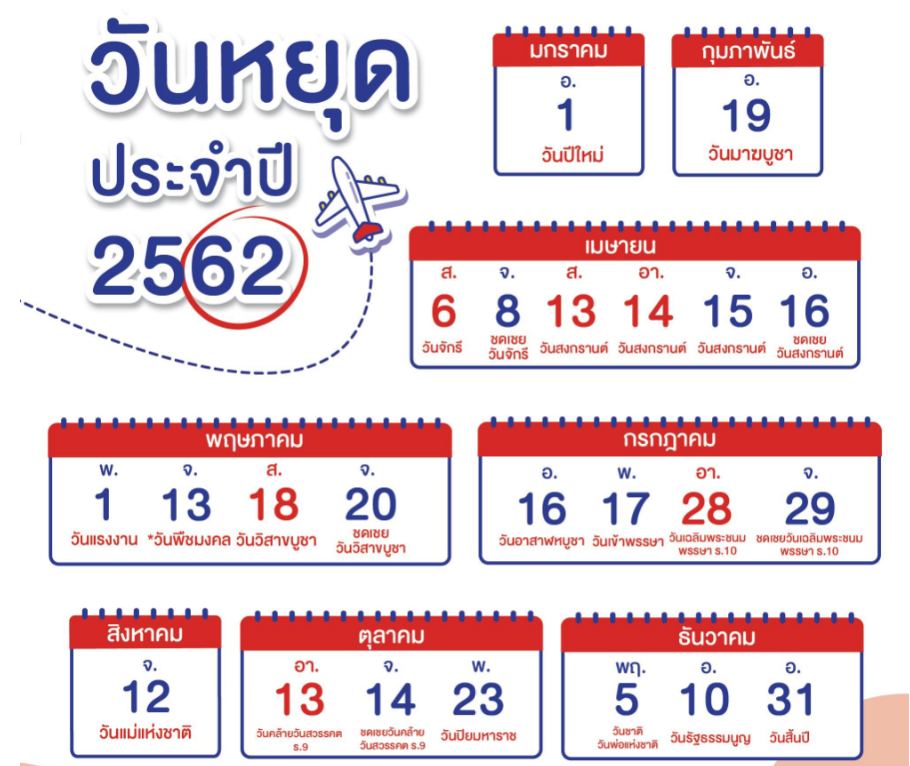 วันหยุด
ประจำปี
2562
มกราคม
อ.
1
วันปีใหม่
กุมภาพันธ์
อ.
19
วันมาฆบูชา
เมษายน
ส. จ. ส. อา. จ. อ.
6 8 13 14 15 16
วันจักรี ชดเชย วันสงกรานต์ วันสงกรานต์ วันสงกรานต์ ชดเชย
วันจักรี วันสงกรานต์
พฤษภาคม
พ. จ. ส. จ.
1 13 18 20
วันแรงงาน *วันพืชมงคล วันวิสาขบูชา ชดเชย
วันวิสาขบูชา
กรกฎาคม
อ. พ. อา. จ.
16 17 28 29
วันอาสาฬหบูชา วันเข้าพรรษา วันเฉลิมพระชนม ชดเชยวันเฉลิมพระชนม
พรรษา ร.10 พรรษา ร.10
สิงหาคม
จ.
12
วันแม่แห่งชาติ
ตุลาคม
อา. จ. พ.
13 14 23
วันคล้ายวันสวรรคต ชดเชยวันคล้าย วันปิยมหาราช
ร.9 วันสวรรคต ร.9
ธันวาคม
พฤ. อ. อ.
5 10 31
วันชาติ วันรัฐธรรมนูญ วันสิ้นปี
วันพ่อแห่งชาติ